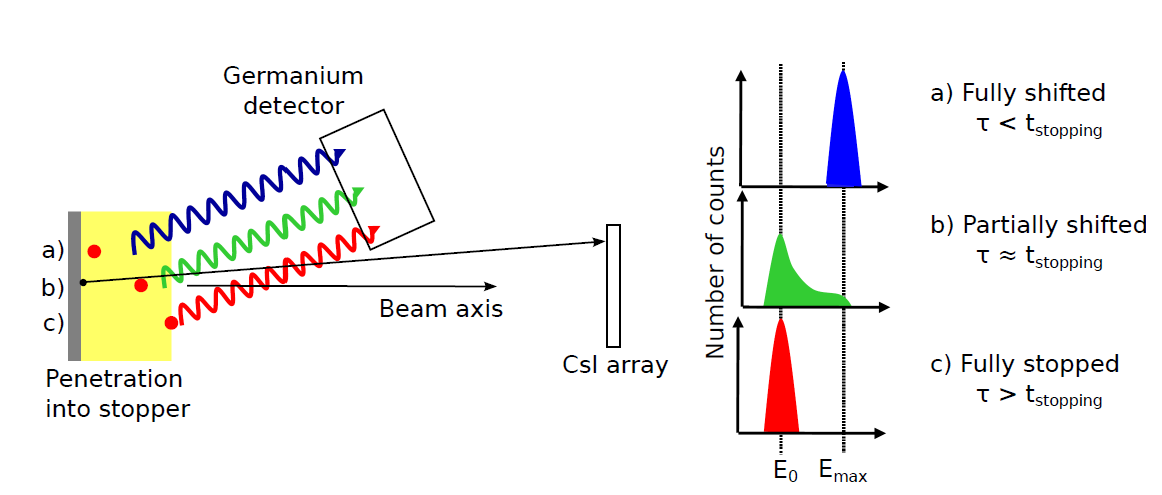 Germanium
detector
a)
b)
c)
Beam axis
Penetration
into stopper
CsI array
Number of counts
a) Fully shifted
τ < tstopping
b) Partially shifted
τ ≈ tstopping
c) Fully stopped
τ > tstopping
E0 Emax